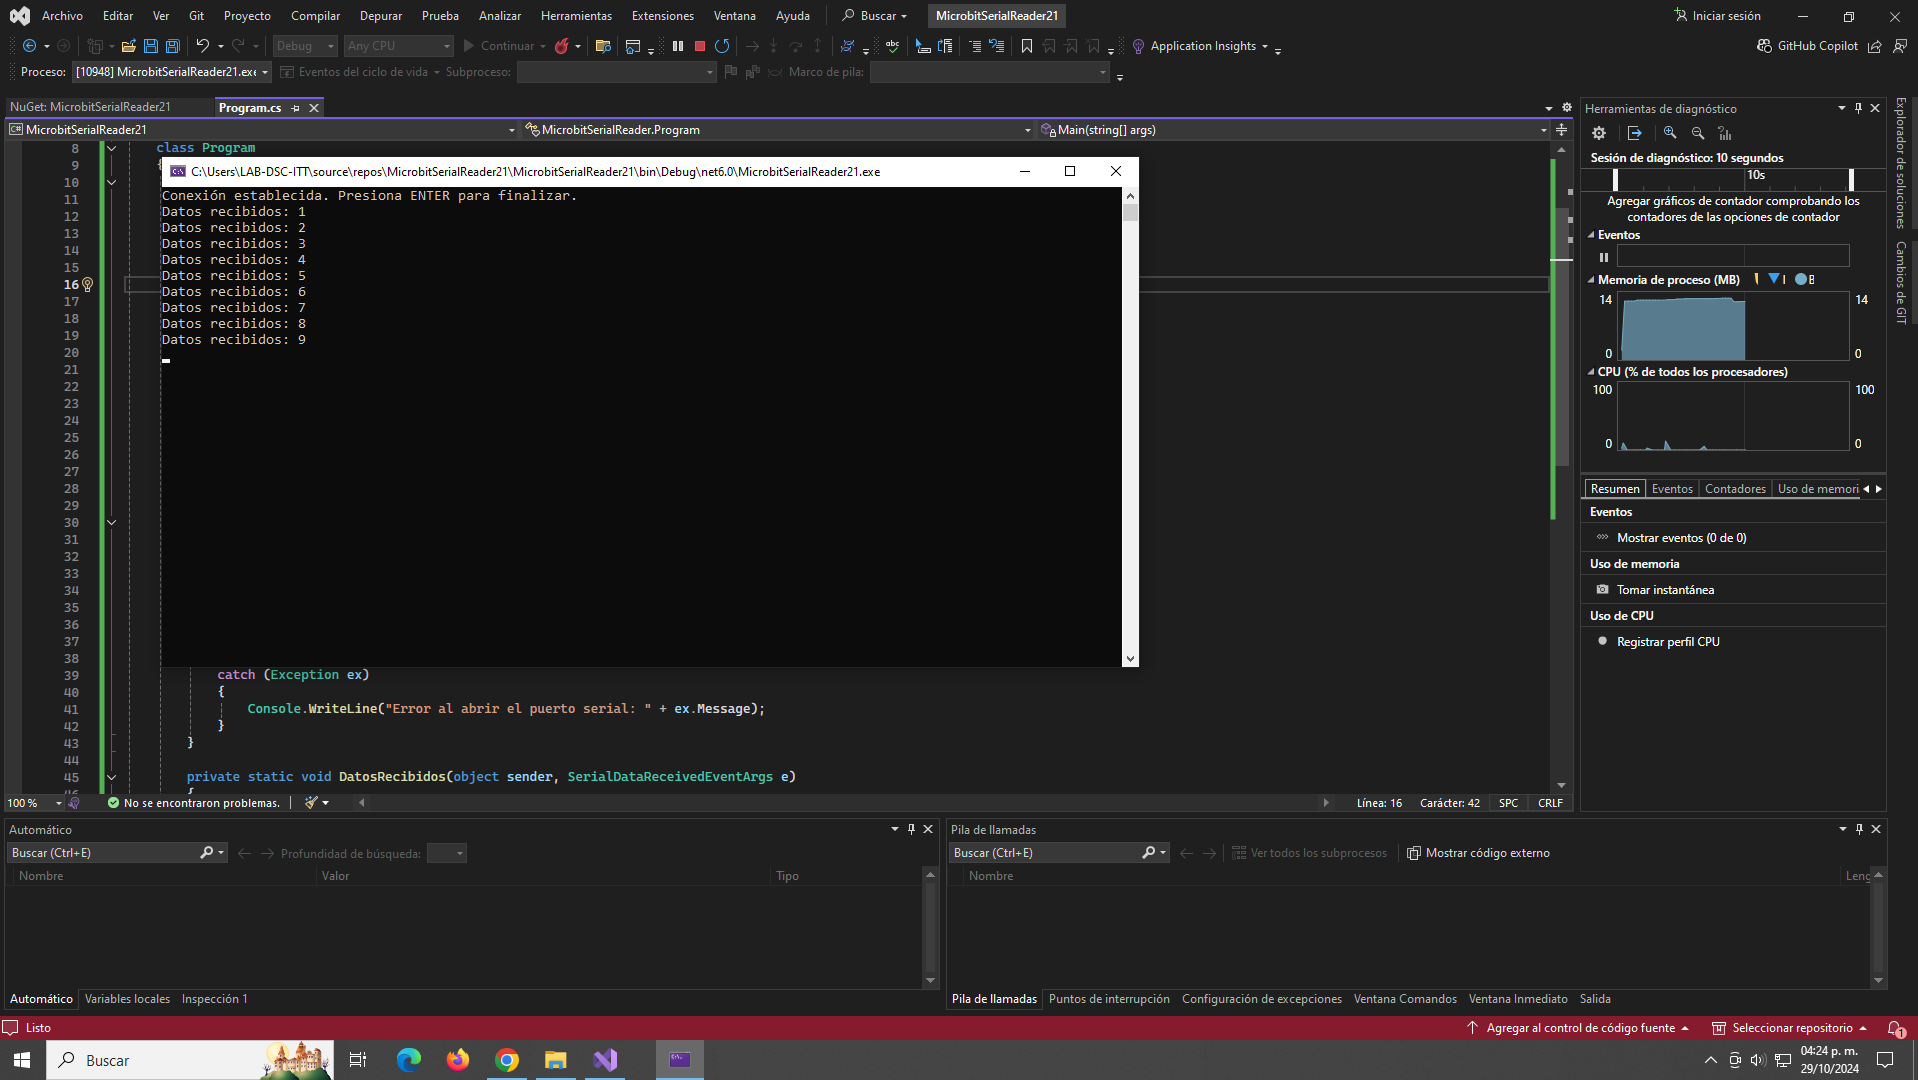 Archivo Editar Ver Git Proyecto Compilar Depurar Prueba Analizar Herramientas Extensiones Ventana Ayuda Buscar MicrobitSerialReader21 Iniciar sesión
Debug Any CPU Continuar Application Insights GitHub Copilot
Proceso: [10948] MicrobitSerialReader21.exe Eventos del ciclo de vida Subproceso: Marco de pila:
NuGet: MicrobitSerialReader21 Program.cs
MicrobitSerialReader21 MicrobitSerialReader.Program Main(string[] args)
8 class Program
9
10
11
12
13
14
15
16
17
18
19
20
21
22
23
24
25
26
27
28
29
30
31
32
33
34
35
36
37
38
39 catch (Exception ex)
40 {
41 Console.WriteLine("Error al abrir el puerto serial: " + ex.Message);
42 }
43 }
44
45 private static void DatosRecibidos(object sender, SerialDataReceivedEventArgs e)
C:\Users\LAB-DSC-ITT\source\repos\MicrobitSerialReader21\MicrobitSerialReader21\bin\Debug\net6.0\MicrobitSerialReader21.exe
Conexión establecida. Presiona ENTER para finalizar.
Datos recibidos: 1
Datos recibidos: 2
Datos recibidos: 3
Datos recibidos: 4
Datos recibidos: 5
Datos recibidos: 6
Datos recibidos: 7
Datos recibidos: 8
Datos recibidos: 9
100 % No se encontraron problemas. Línea: 16 Carácter: 42 SPC CRLF
Herramientas de diagnóstico
Sesión de diagnóstico: 10 segundos
10s
Agregar gráficos de contador comprobando los
contadores de las opciones de contador
Eventos
Memoria de proceso (MB) I B
14 14
0 0
CPU (% de todos los procesadores)
100 100
0 0
Resumen Eventos Contadores Uso de memori
Eventos
Mostrar eventos (0 de 0)
Uso de memoria
Tomar instantánea
Uso de CPU
Registrar perfil CPU
Explorador de soluciones
Cambios de GIT
Automático
Buscar (Ctrl+E) Profundidad de búsqueda:
Nombre Valor Tipo
Automático Variables locales Inspección 1
Pila de llamadas
Buscar (Ctrl+E) Ver todos los subprocesos Mostrar código externo
Nombre Leng
Pila de llamadas Puntos de interrupción Configuración de excepciones Ventana Comandos Ventana Inmediato Salida
Listo Agregar al control de código fuente Seleccionar repositorio 1
Buscar 04:24 p. m.
29/10/2024